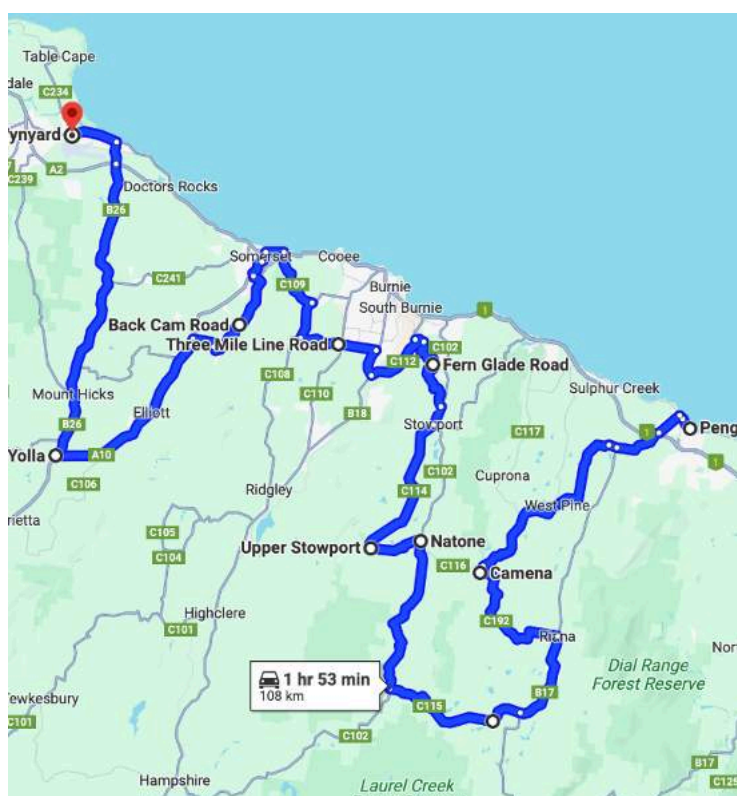 Table Cape
dale
C234
ynyard
A2
C239
Doctors Rocks
B26
C241
Somerset
Cooee
C109
Burnie
South Burnie
Back Cam Road
Three Mile Line Road
1
C102
C112
Fern Glade Road
C108
C110
Sulphur Creek
Mount Hicks
Elliott
B18
Stowport
C117
Peng
B26
Yolla
A10
1
1
C106
C102
C114
Cuprona
Ridgley
West Pine
rrietta
C105
C104
Upper Stowport
Natone
C116
Camena
Highclere
C192
Riana
C101
Nor
1 hr 53 min
108 km
Dial Range
Forest Reserve
B17
Tewkesbury
C101
C115
C102
B17
Hampshire
Laurel Creek
C125